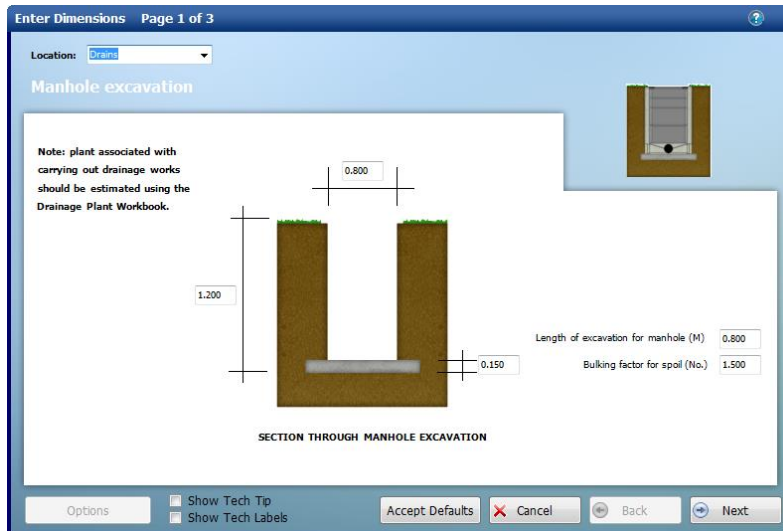 Enter Dimensions Page 1 of 3
?
Location: Drains
Manhole excavation
Note: plant associated with
carrying out drainage works
should be estimated using the
Drainage Plant Workbook.
0.800
1.200
0.150
Length of excavation for manhole (M) 0.800
Bulking factor for spoil (No.) 1.500
SECTION THROUGH MANHOLE EXCAVATION
Options
Show Tech Tip
Show Tech Labels
Accept Defaults
Cancel
Back
Next